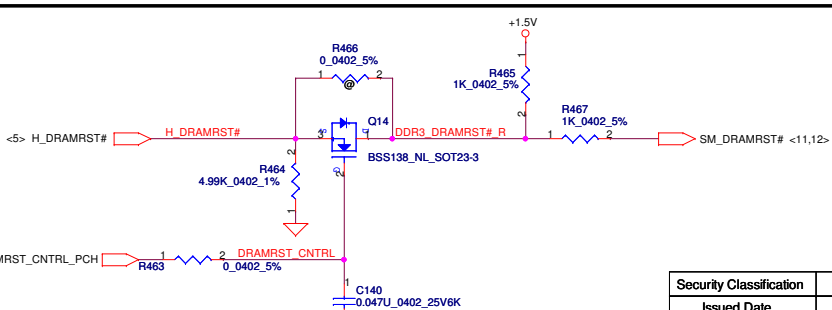 +1.5V
R466
0_0402_5%
1 2
@
R465
1K_0402_5%
1
2
Q14
R467
1K_0402_5%
<5> H_DRAMRST#
H_DRAMRST#
3
1
DDR3_DRAMRST#_R
1 2
SM_DRAMRST# <11,12>
BSS138_NL_SOT23-3
2
R464
4.99K_0402_1%
2
1
MRST_CNTRL_PCH
1 2
DRAMRST_CNTRL
R463
0_0402_5%
1
C140
0.047U_0402_25V6K
Security Classification
Issued Date